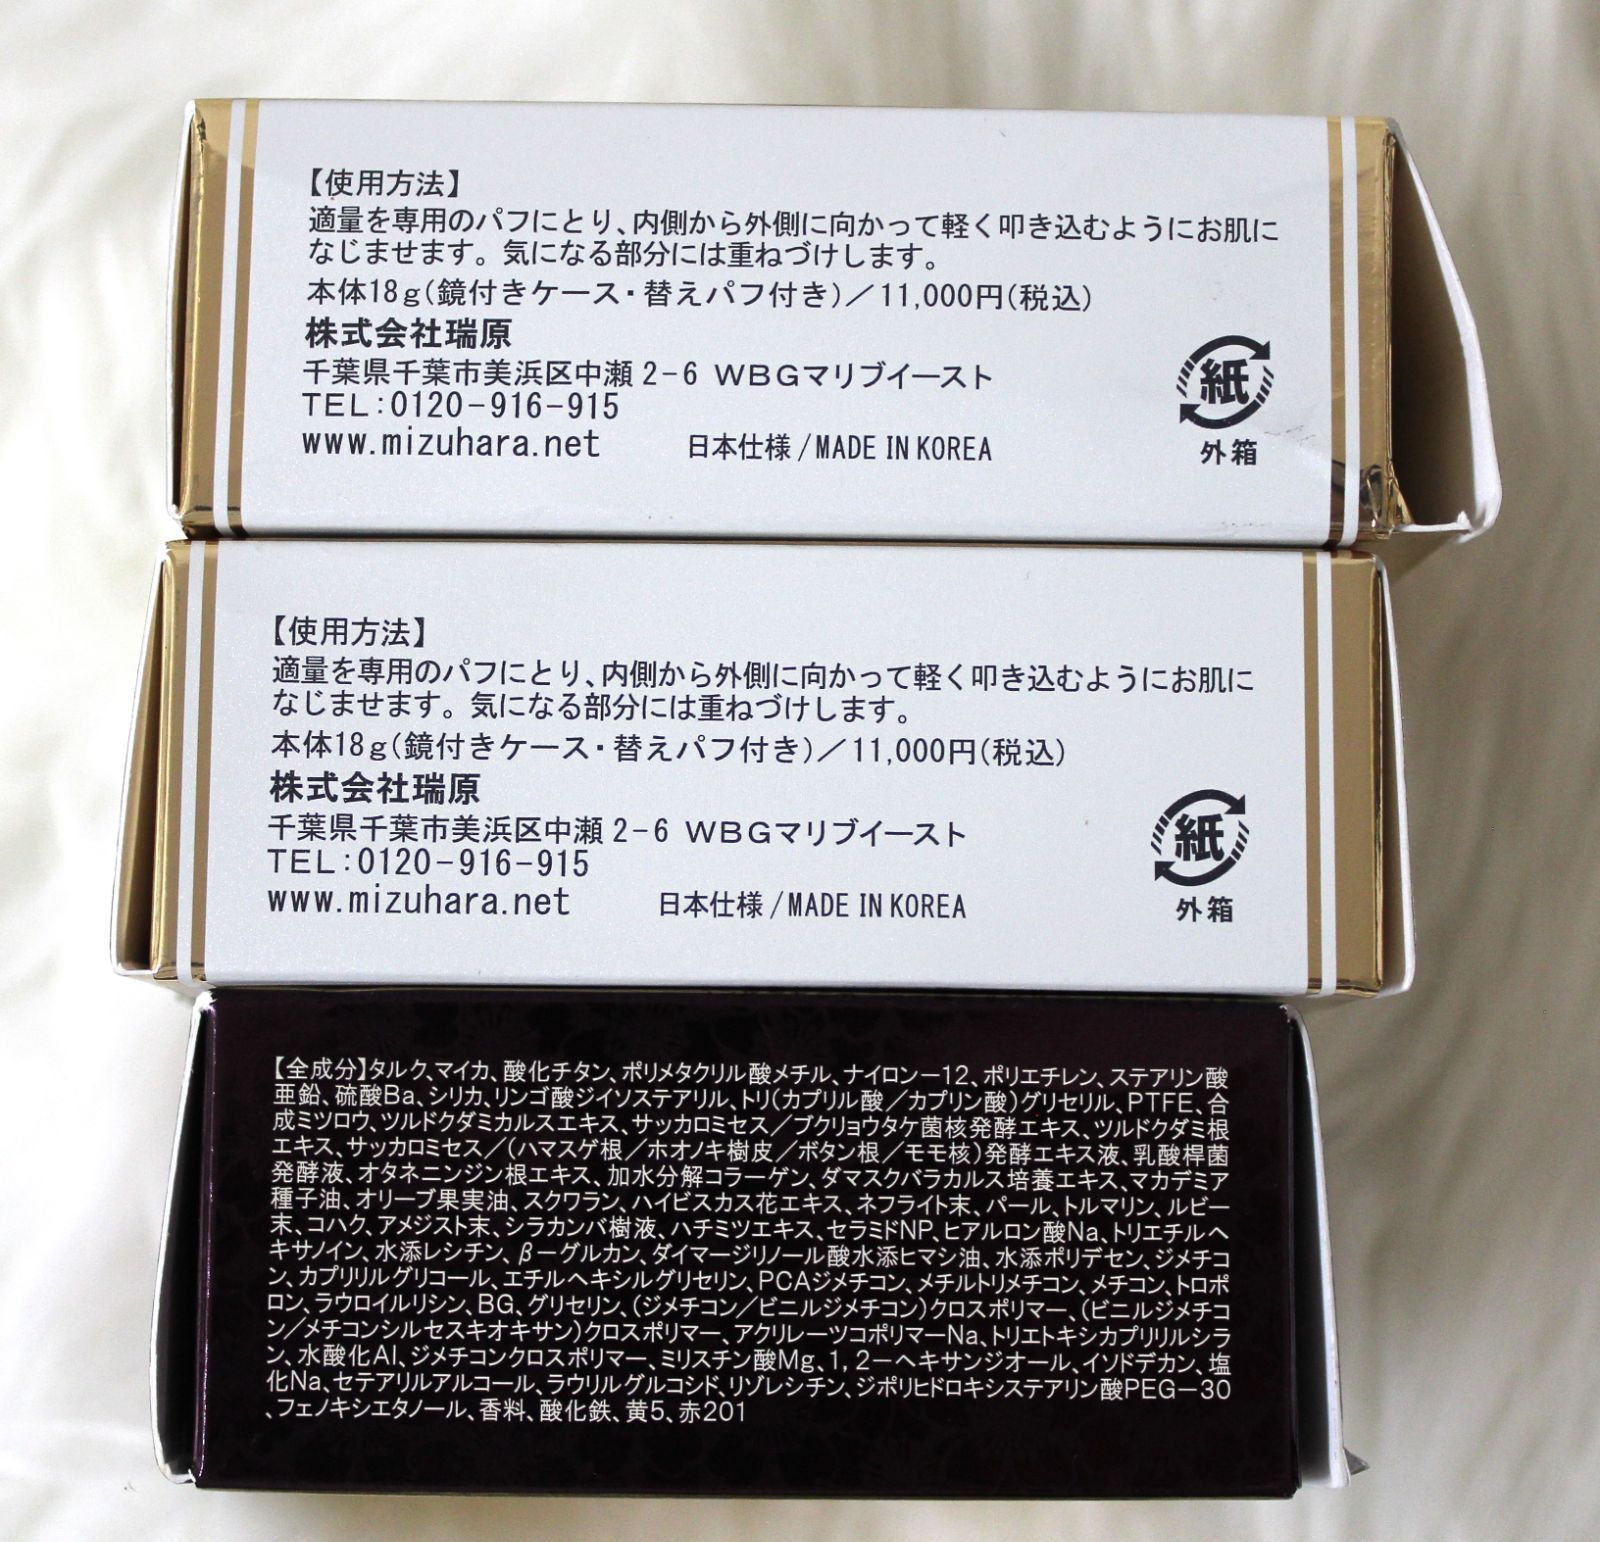 【使用方法】
適量を専用のパフにとり、内側から外側に向かって軽く叩き込むようにお肌に
なじませます。気になる部分には重ねづけします。
本体18g(鏡付きケース・替えパフ付き)／11,000円(税込)
株式会社瑞原
千葉県千葉市美浜区中瀬2-6 WBGマリブイースト
TEL:0120-916-915
www.mizuhara.net 日本仕様/MADE IN KOREA
紙
外箱
【使用方法】
適量を専用のパフにとり、内側から外側に向かって軽く叩き込むようにお肌に
なじませます。気になる部分には重ねづけします。
本体18g(鏡付きケース・替えパフ付き)／11,000円(税込)
株式会社瑞原
千葉県千葉市美浜区中瀬2-6 WBGマリブイースト
TEL:0120-916-915
www.mizuhara.net 日本仕様/MADE IN KOREA
紙
外箱
【全成分】タルク、マイカ、酸化チタン、ポリメタクリル酸メチル、ナイロン－12、ポリエチレン、ステアリン酸
亜鉛、硫酸Ba、シリカ、リンゴ酸ジイソステアリル、トリ(カプリル酸／カプリン酸)グリセリル、PTFE、合
成ミツロウ、ツルドクダミカルスエキス、サッカロミセス／ブクリョウタケ菌核発酵エキス、ツルドクダミ根
エキス、サッカロミセス／(ハマスゲ根／ホオノキ樹皮／ボタン根／モモ核)発酵エキス液、乳酸桿菌
発酵液、オタネニンジン根エキス、加水分解コラーゲン、ダマスクバラカルス培養エキス、マカデミア
種子油、オリーブ果実油、スクワラン、ハイビスカス花エキス、ネフライト末、パール、トルマリン、ルビー
末、コハク、アメジスト末、シラカンバ樹液、ハチミツエキス、セラミドNP、ヒアルロン酸Na、トリエチルヘ
キサノイン、水添レシチン、β－グルカン、ダイマージリノール酸水添ヒマシ油、水添ポリデセン、ジメチコ
ン、カプリリルグリコール、エチルヘキシルグリセリン、PCAジメチコン、メチルトリメチコン、メチコン、トロポ
ロン、ラウロイルリシン、BG、グリセリン、(ジメチコン／ビニルジメチコン)クロスポリマー、(ビニルジメチコ
ン／メチコンシルセスキオキサン)クロスポリマー、アクリレーツコポリマーNa、トリエトキシカプリリルシラ
ン、水酸化Al、ジメチコンクロスポリマー、ミリスチン酸Mg、1,2－ヘキサンジオール、イソドデカン、塩
化Na、セテアリルアルコール、ラウリルグルコシド、リゾレシチン、ジポリヒドロキシステアリン酸PEG－30
、フェノキシエタノール、香料、酸化鉄、黄5、赤201